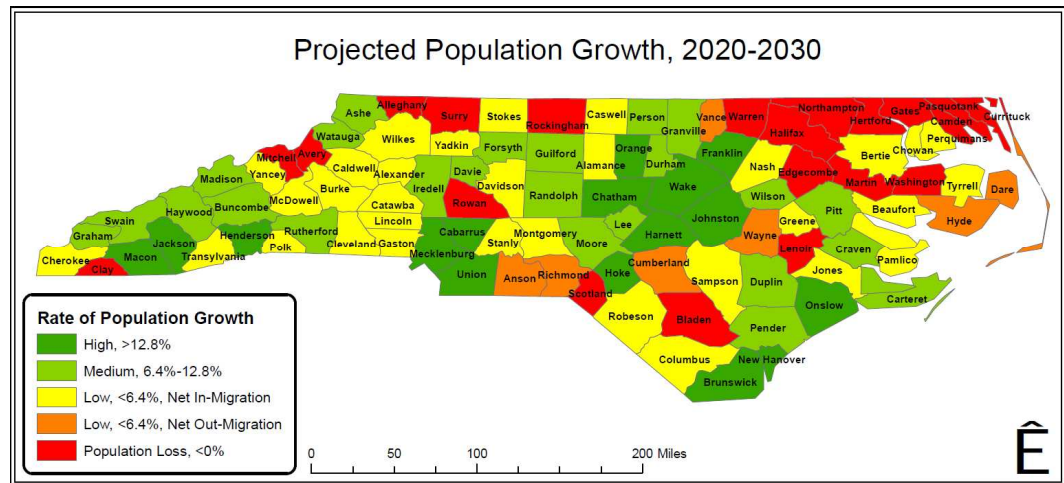 Projected Population Growth, 2020-2030
Ashe
Alleghany
Surry
Stokes
Rockingham
Caswell
Person
Granville
Vance
Warren
Northampton
Gates
Pasquotank
Currituck
Camden
Hertford
Halifax
Perquimans
Chowan
Watauga
Wilkes
Yadkin
Forsyth
Guilford
Alamance
Orange
Durham
Franklin
Nash
Edgecombe
Bertie
Mitchell
Avery
Yancey
Caldwell
Alexander
Davie
Iredell
Davidson
Randolph
Chatham
Wake
Wilson
Martin
Washington
Tyrrell
Dare
Madison
Burke
McDowell
Catawba
Rowan
Johnston
Pitt
Beaufort
Hyde
Swain
Haywood
Buncombe
Lincoln
Lee
Greene
Wayne
Graham
Jackson
Henderson
Rutherford
Cleveland
Gaston
Cabarrus
Stanly
Montgomery
Moore
Harnett
Lenoir
Craven
Pamlico
Cherokee
Macon
Transylvania
Polk
Mecklenburg
Clay
Union
Anson
Richmond
Hoke
Cumberland
Sampson
Duplin
Jones
Carteret
Scotland
Robeson
Bladen
Onslow
Pender
Columbus
New Hanover
Brunswick
Rate of Population Growth
High, >12.8%
Medium, 6.4%-12.8%
Low, <6.4%, Net In-Migration
Low, <6.4%, Net Out-Migration
Population Loss, <0%
0 50 100 200 Miles
Ê